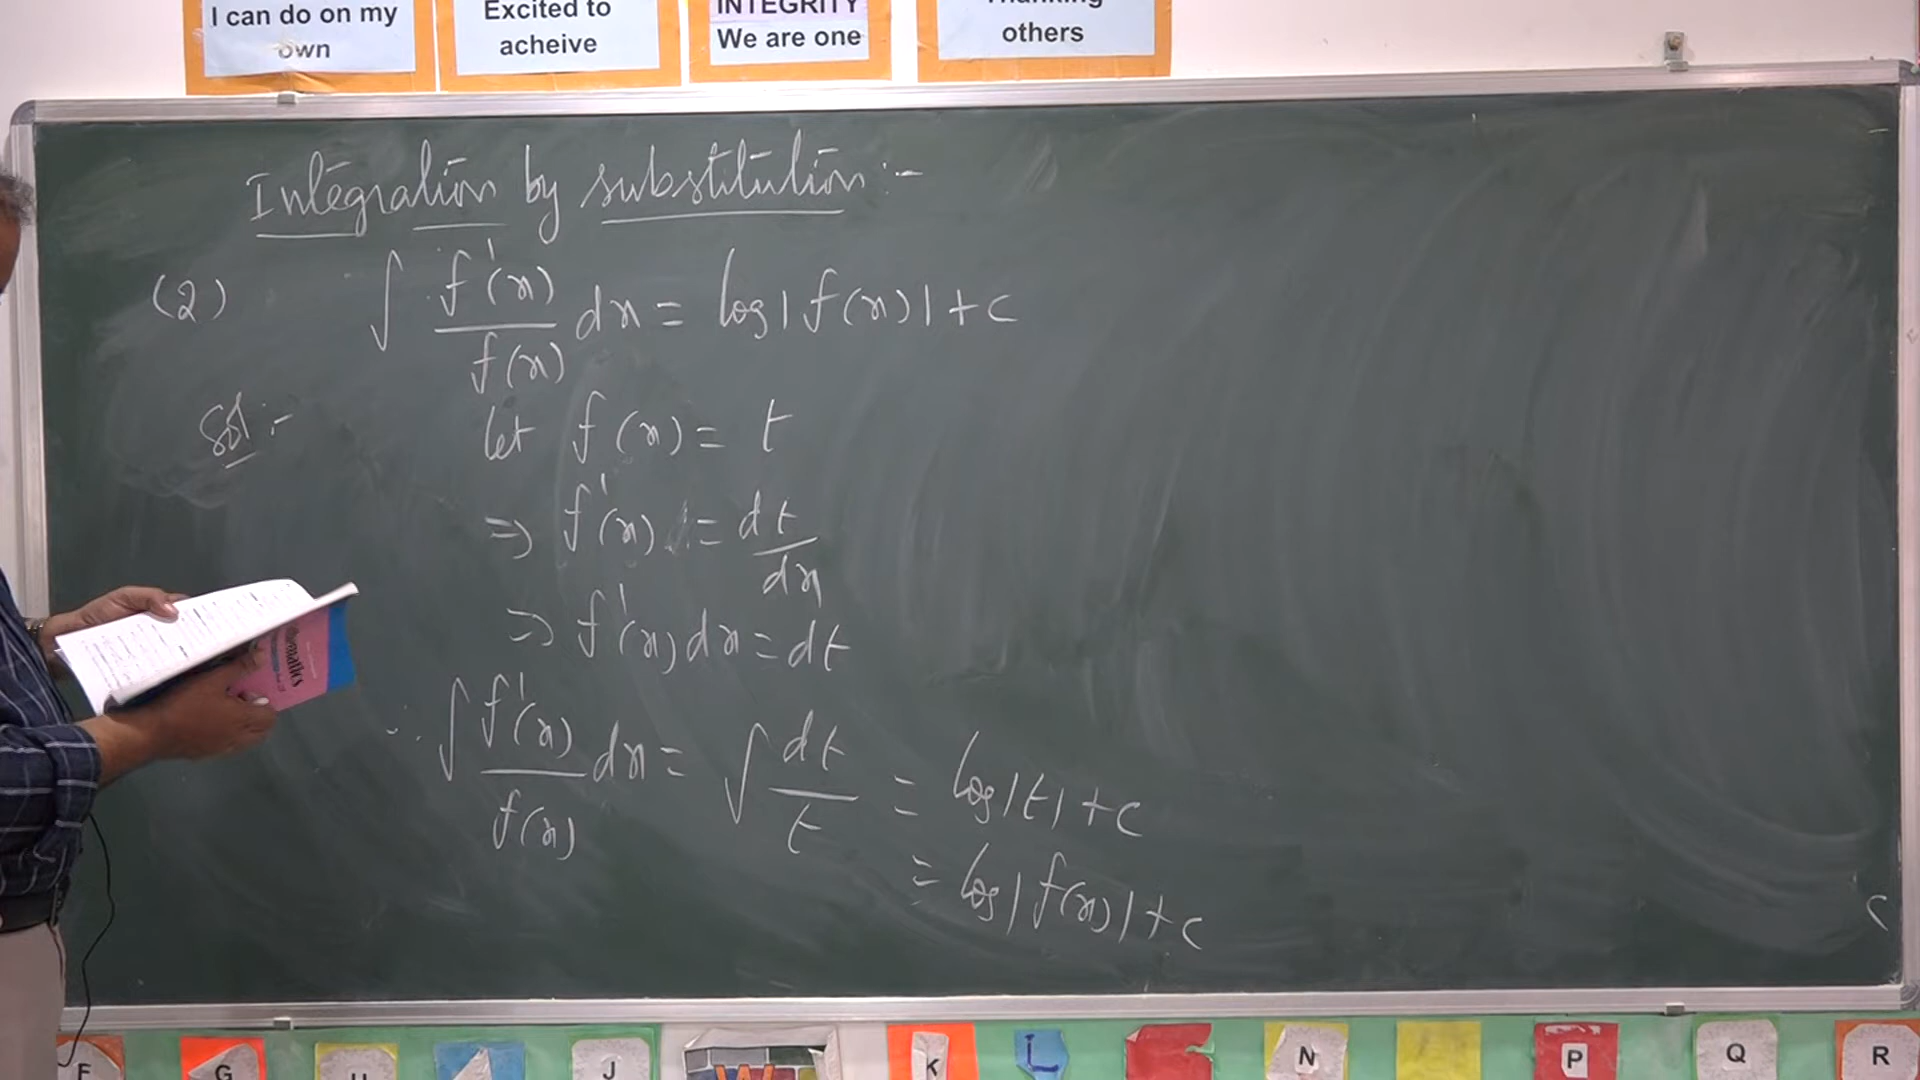 I can do on my
own
Excited to
acheive
INTEGRITY
We are one
Thanking
others
Integration by substitution :-
(2) ∫ f'(x)/f(x) dx = log|f(x)| + c
Sol :- let f(x) = t
⇒ f'(x) = dt/dx
⇒ f'(x) dx = dt
∴ ∫ f'(x)/f(x) dx = ∫ dt/t = log|t| + c
= log|f(x)| + c
F G J K L N P Q R